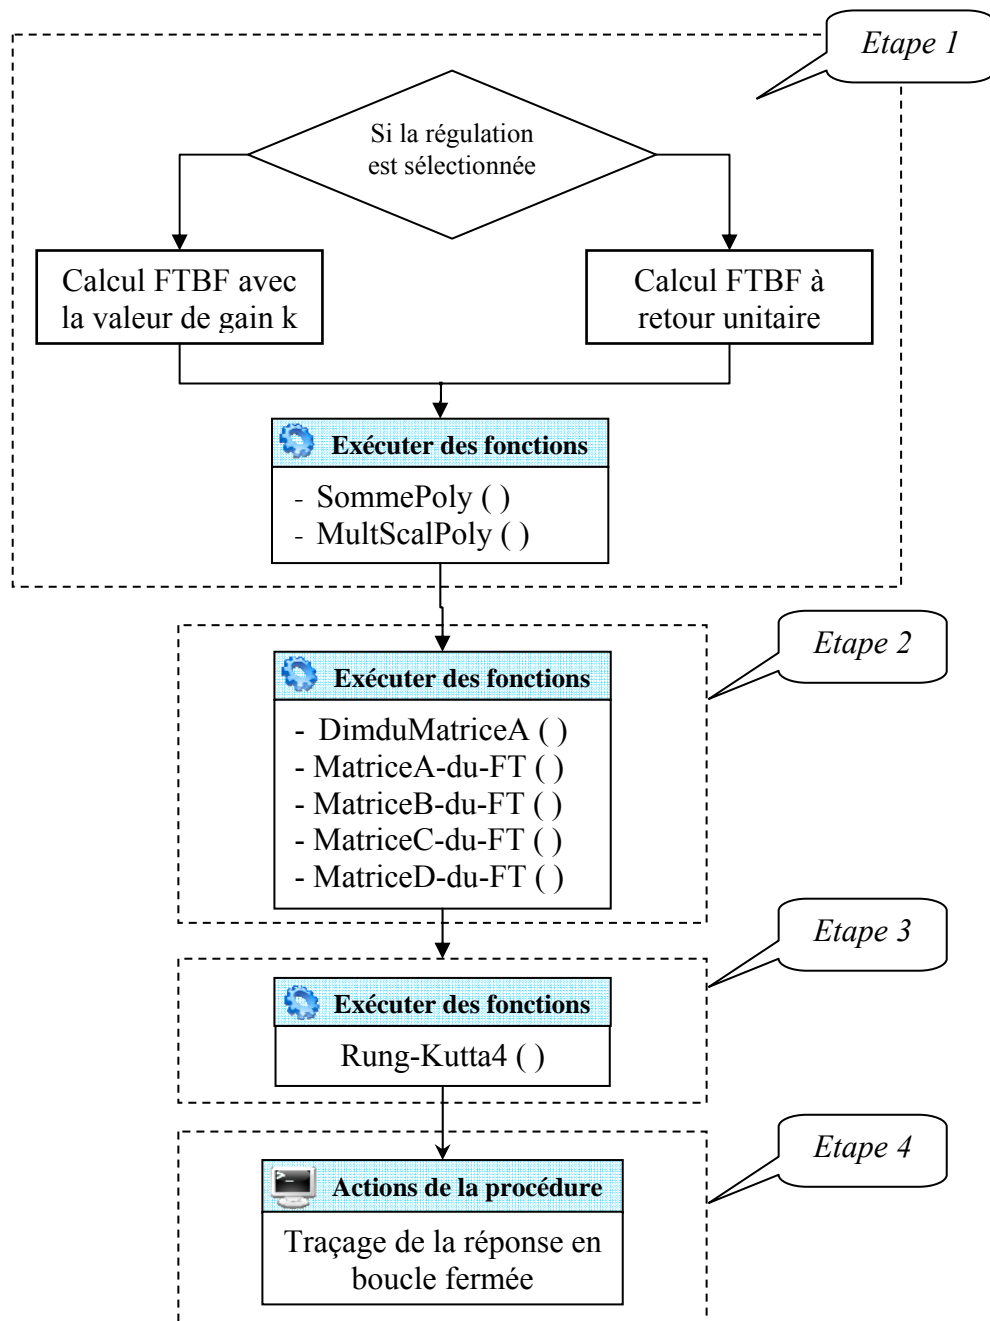 Etape 1
Si la régulation
est sélectionnée
Calcul FTBF avec
la valeur de gain k
Calcul FTBF à
retour unitaire
Exécuter des fonctions
- SommePoly ( )
- MultScalPoly ( )
Etape 2
Exécuter des fonctions
- DimduMatriceA ( )
- MatriceA-du-FT ( )
- MatriceB-du-FT ( )
- MatriceC-du-FT ( )
- MatriceD-du-FT ( )
Etape 3
Exécuter des fonctions
Rung-Kutta4 ( )
Etape 4
Actions de la procédure
Traçage de la réponse en
boucle fermée